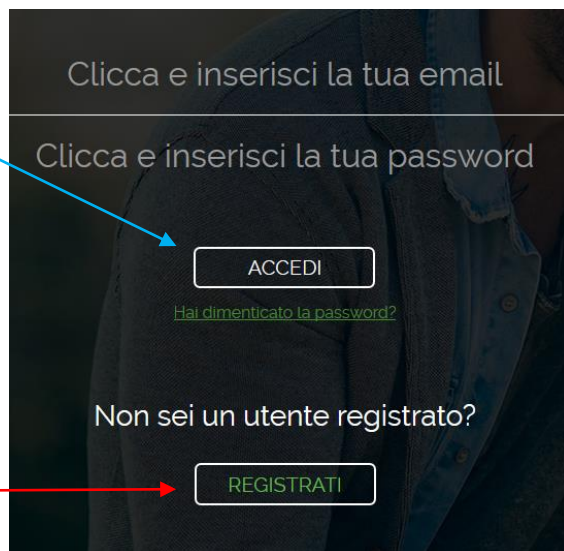 Clicca e inserisci la tua email
Clicca e inserisci la tua password
ACCEDI
Hai dimenticato la password?
Non sei un utente registrato?
REGISTRATI